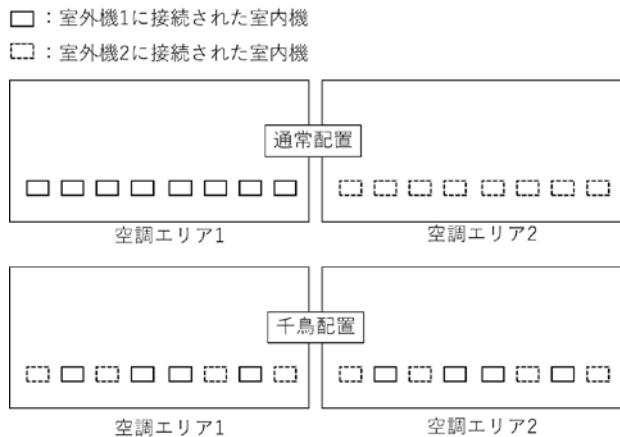 ：室外機1に接続された室内機
：室外機2に接続された室内機
通常配置
空調エリア1
空調エリア2
千鳥配置
空調エリア1
空調エリア2